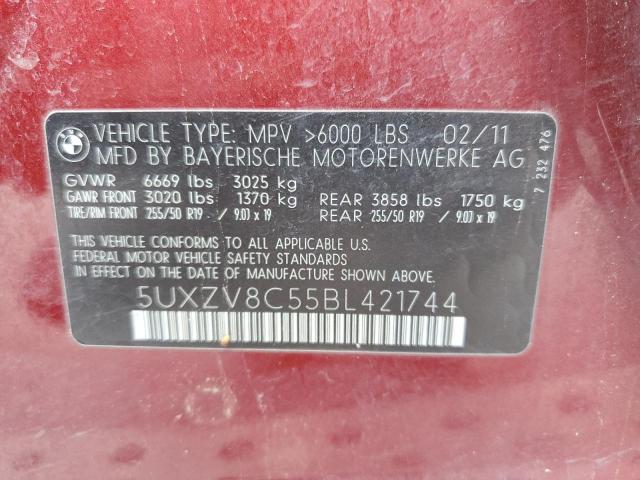 BMW
VEHICLE TYPE: MPV >6000 LBS 02/11
MFD BY BAYERISCHE MOTORENWERKE AG
GVWR 6669 lbs 3025 kg
GAWR FRONT 3020 lbs 1370 kg REAR 3858 lbs 1750 kg
TIRE/RIM FRONT 255/50 R19 / 9.0J x 19 REAR 255/50 R19 / 9.0J x 19
THIS VEHICLE CONFORMS TO ALL APPLICABLE U.S.
FEDERAL MOTOR VEHICLE SAFETY STANDARDS
IN EFFECT ON THE DATE OF MANUFACTURE SHOWN ABOVE.
5UXZV8C55BL421744
7 232 476